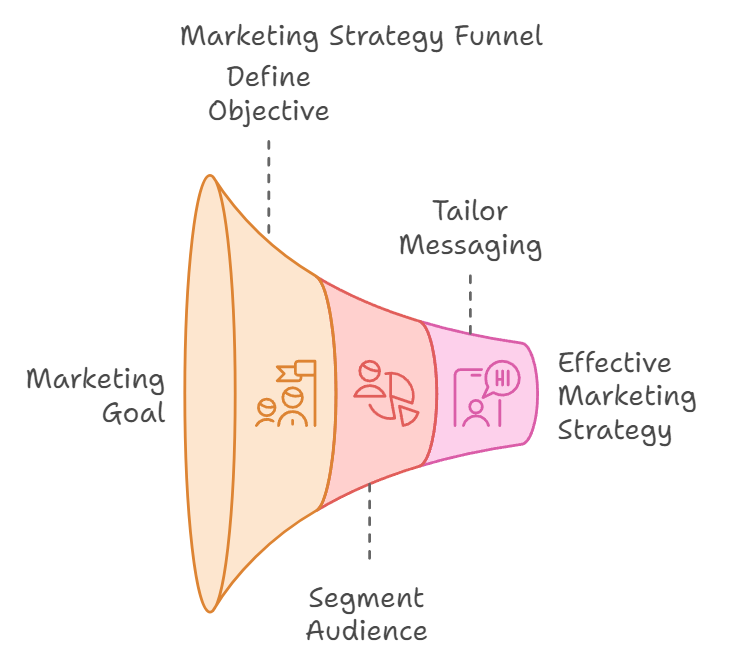 Marketing Strategy Funnel
Define
Objective
Tailor
Messaging
HI
Marketing
Goal
Effective
Marketing
Strategy
Segment
Audience